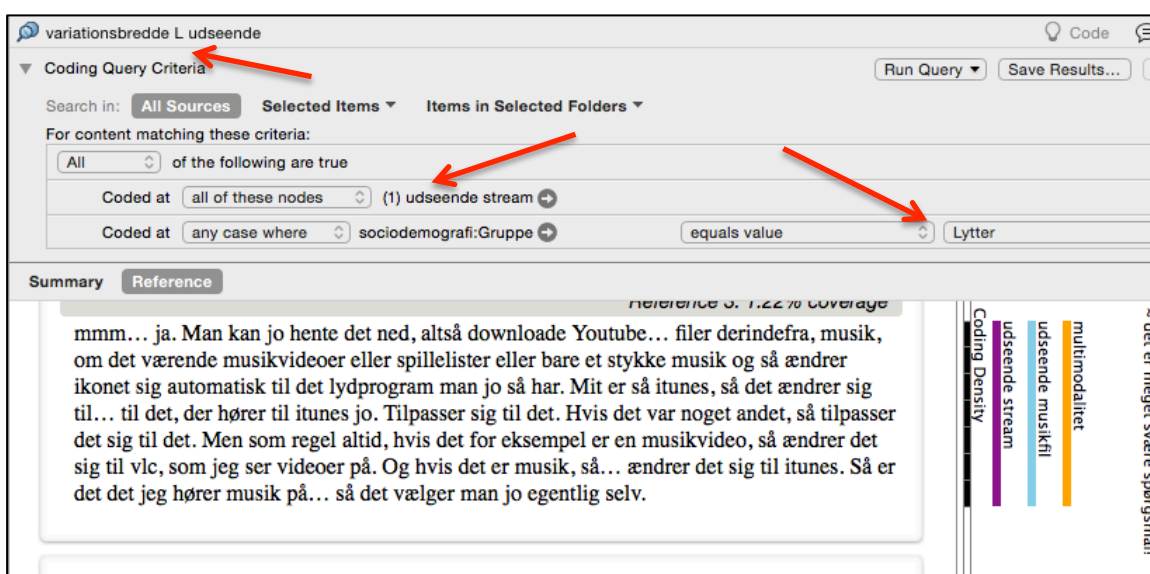 variationsbredde L udseende
Code
Coding Query Criteria
Run Query
Save Results...
Search in: All Sources Selected Items Items in Selected Folders
For content matching these criteria:
All of the following are true
Coded at all of these nodes (1) udseende stream
Coded at any case where sociodemografi:Gruppe equals value Lytter
Summary Reference
Reference 3: 1.22% coverage
mmm… ja. Man kan jo hente det ned, altså downloade Youtube… filer derindefra, musik,
om det værende musikvideoer eller spillelister eller bare et stykke musik og så ændrer
ikonet sig automatisk til det lydprogram man jo så har. Mit er så itunes, så det ændrer sig
til… til det, der hører til itunes jo. Tilpasser sig til det. Hvis det var noget andet, så tilpasser
det sig til det. Men som regel altid, hvis det for eksempel er en musikvideo, så ændrer det
sig til vlc, som jeg ser videoer på. Og hvis det er musik, så… ændrer det sig til itunes. Så er
det det jeg hører musik på… så det vælger man jo egentlig selv.
Coding Density
udseende stream
udseende musikfil
multimodalitet
det er meget svære spørgsmål!